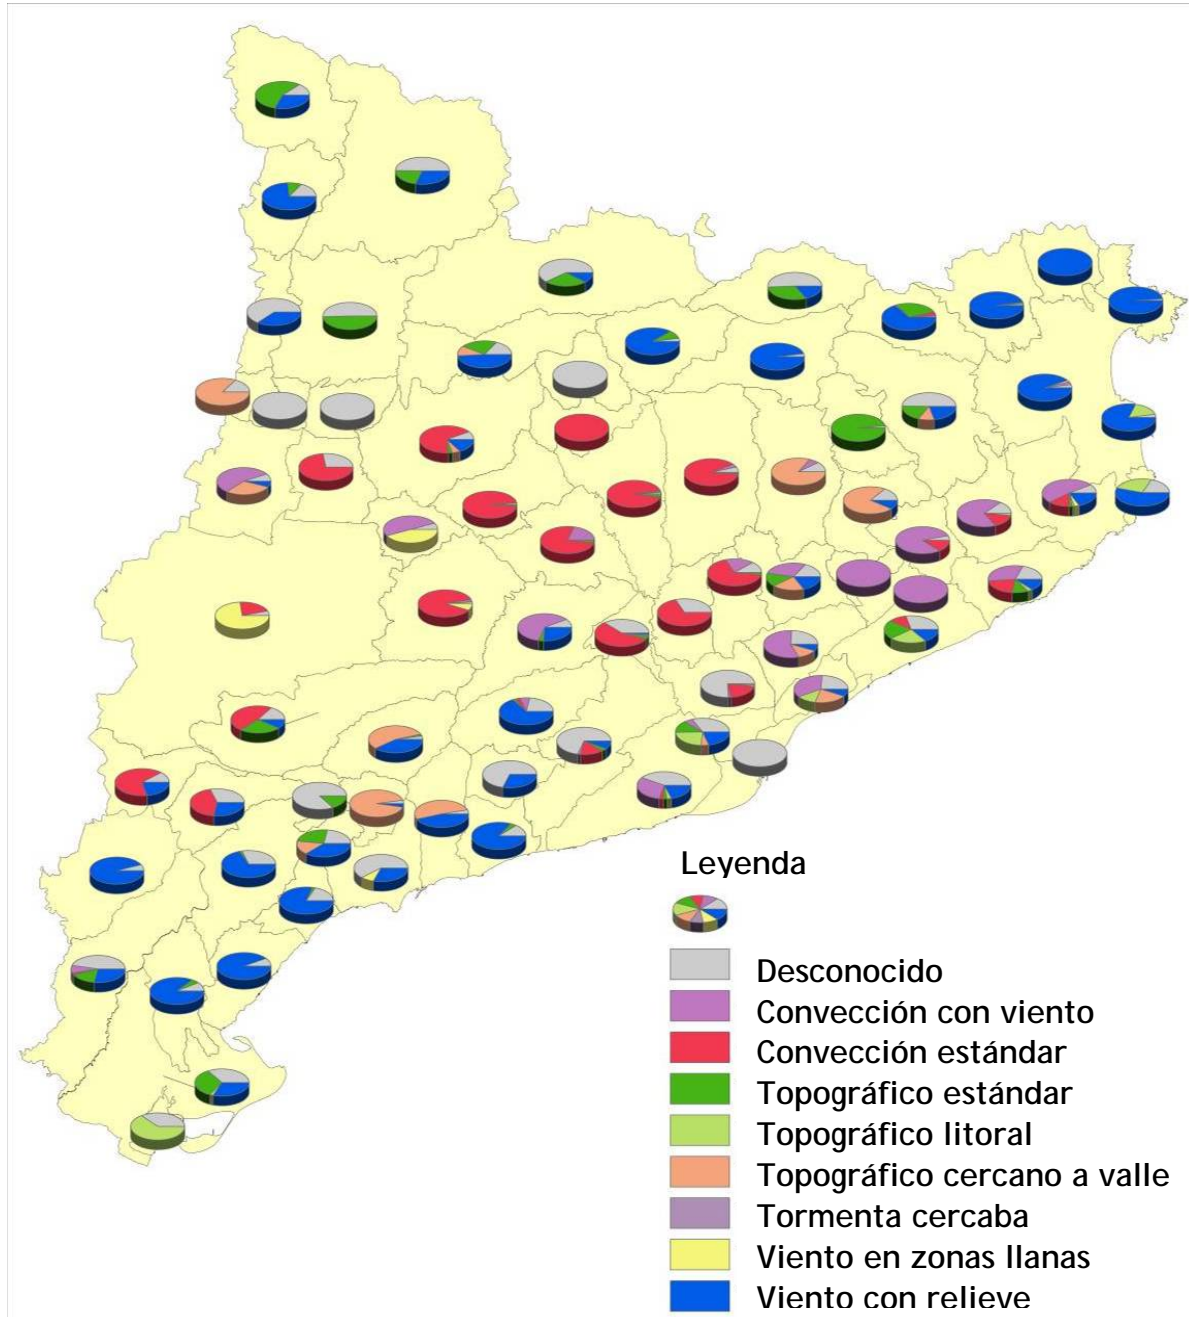 Leyenda
Desconocido
Convección con viento
Convección estándar
Topográfico estándar
Topográfico litoral
Topográfico cercano a valle
Tormenta cercaba
Viento en zonas llanas
Viento con relieve